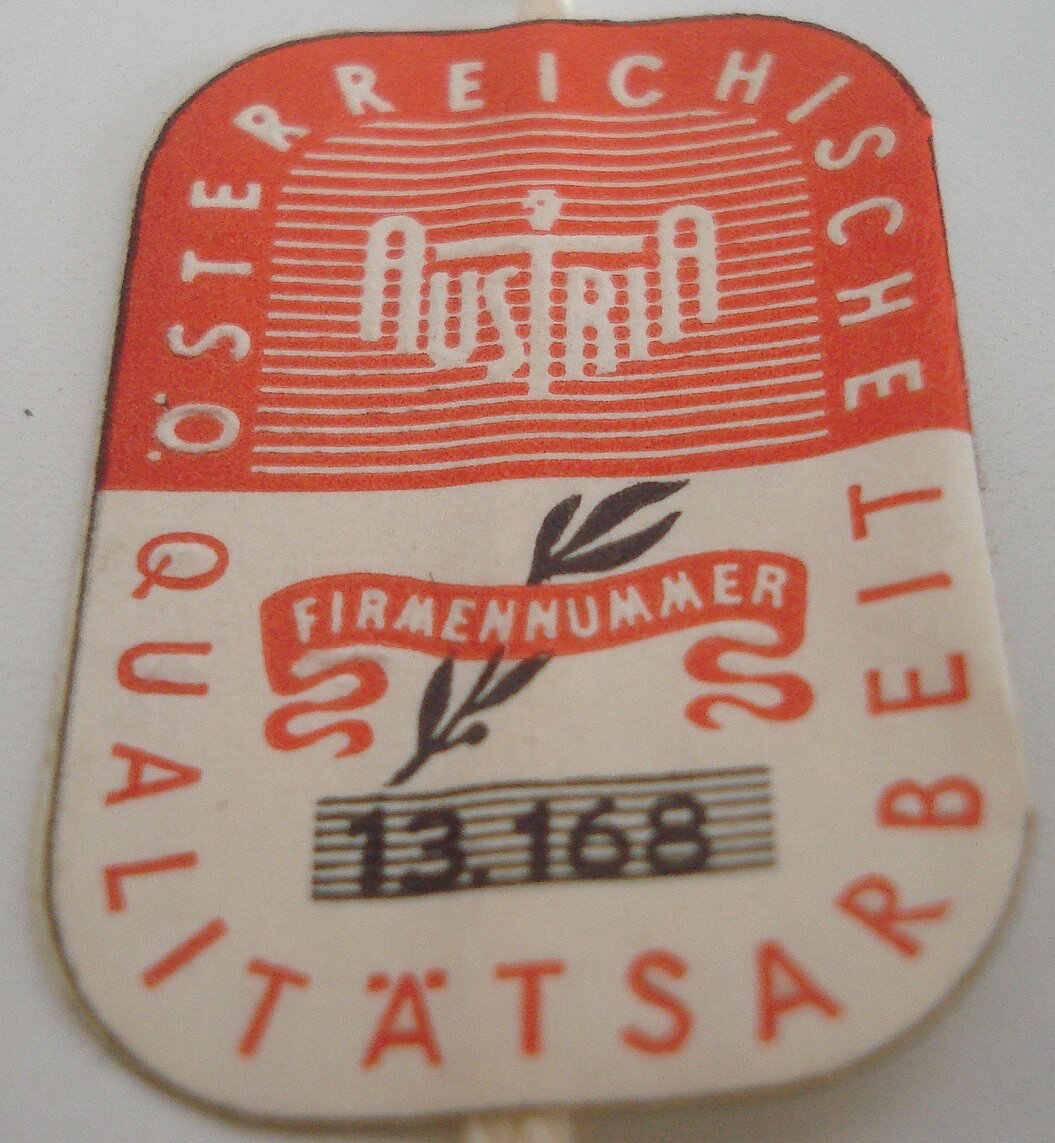 ÖSTERREICHISCHE
AUSTRIA
FIRMENNUMMER
13.168
QUALITÄTSARBEIT